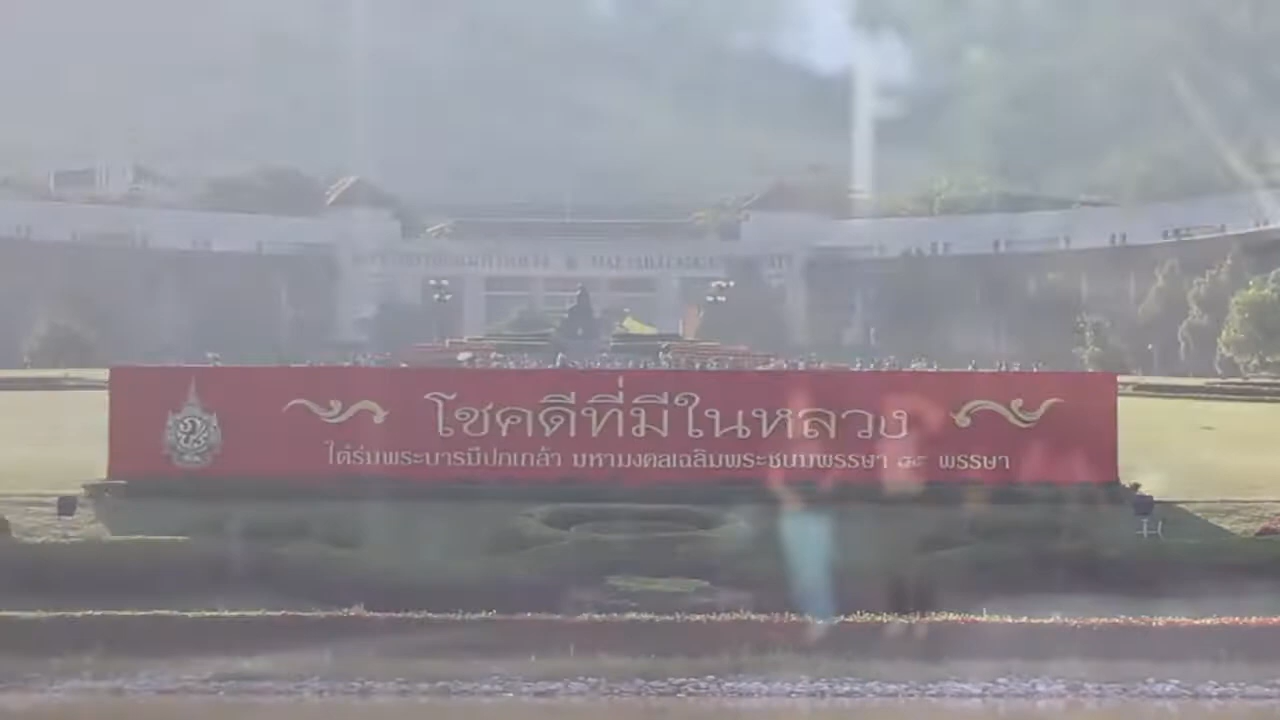 โชคดีที่มีในหลวง
ใต้ร่มพระบารมีปกเกล้า มหามงคลเฉลิมพระชนมพรรษา ๘๔ พรรษา